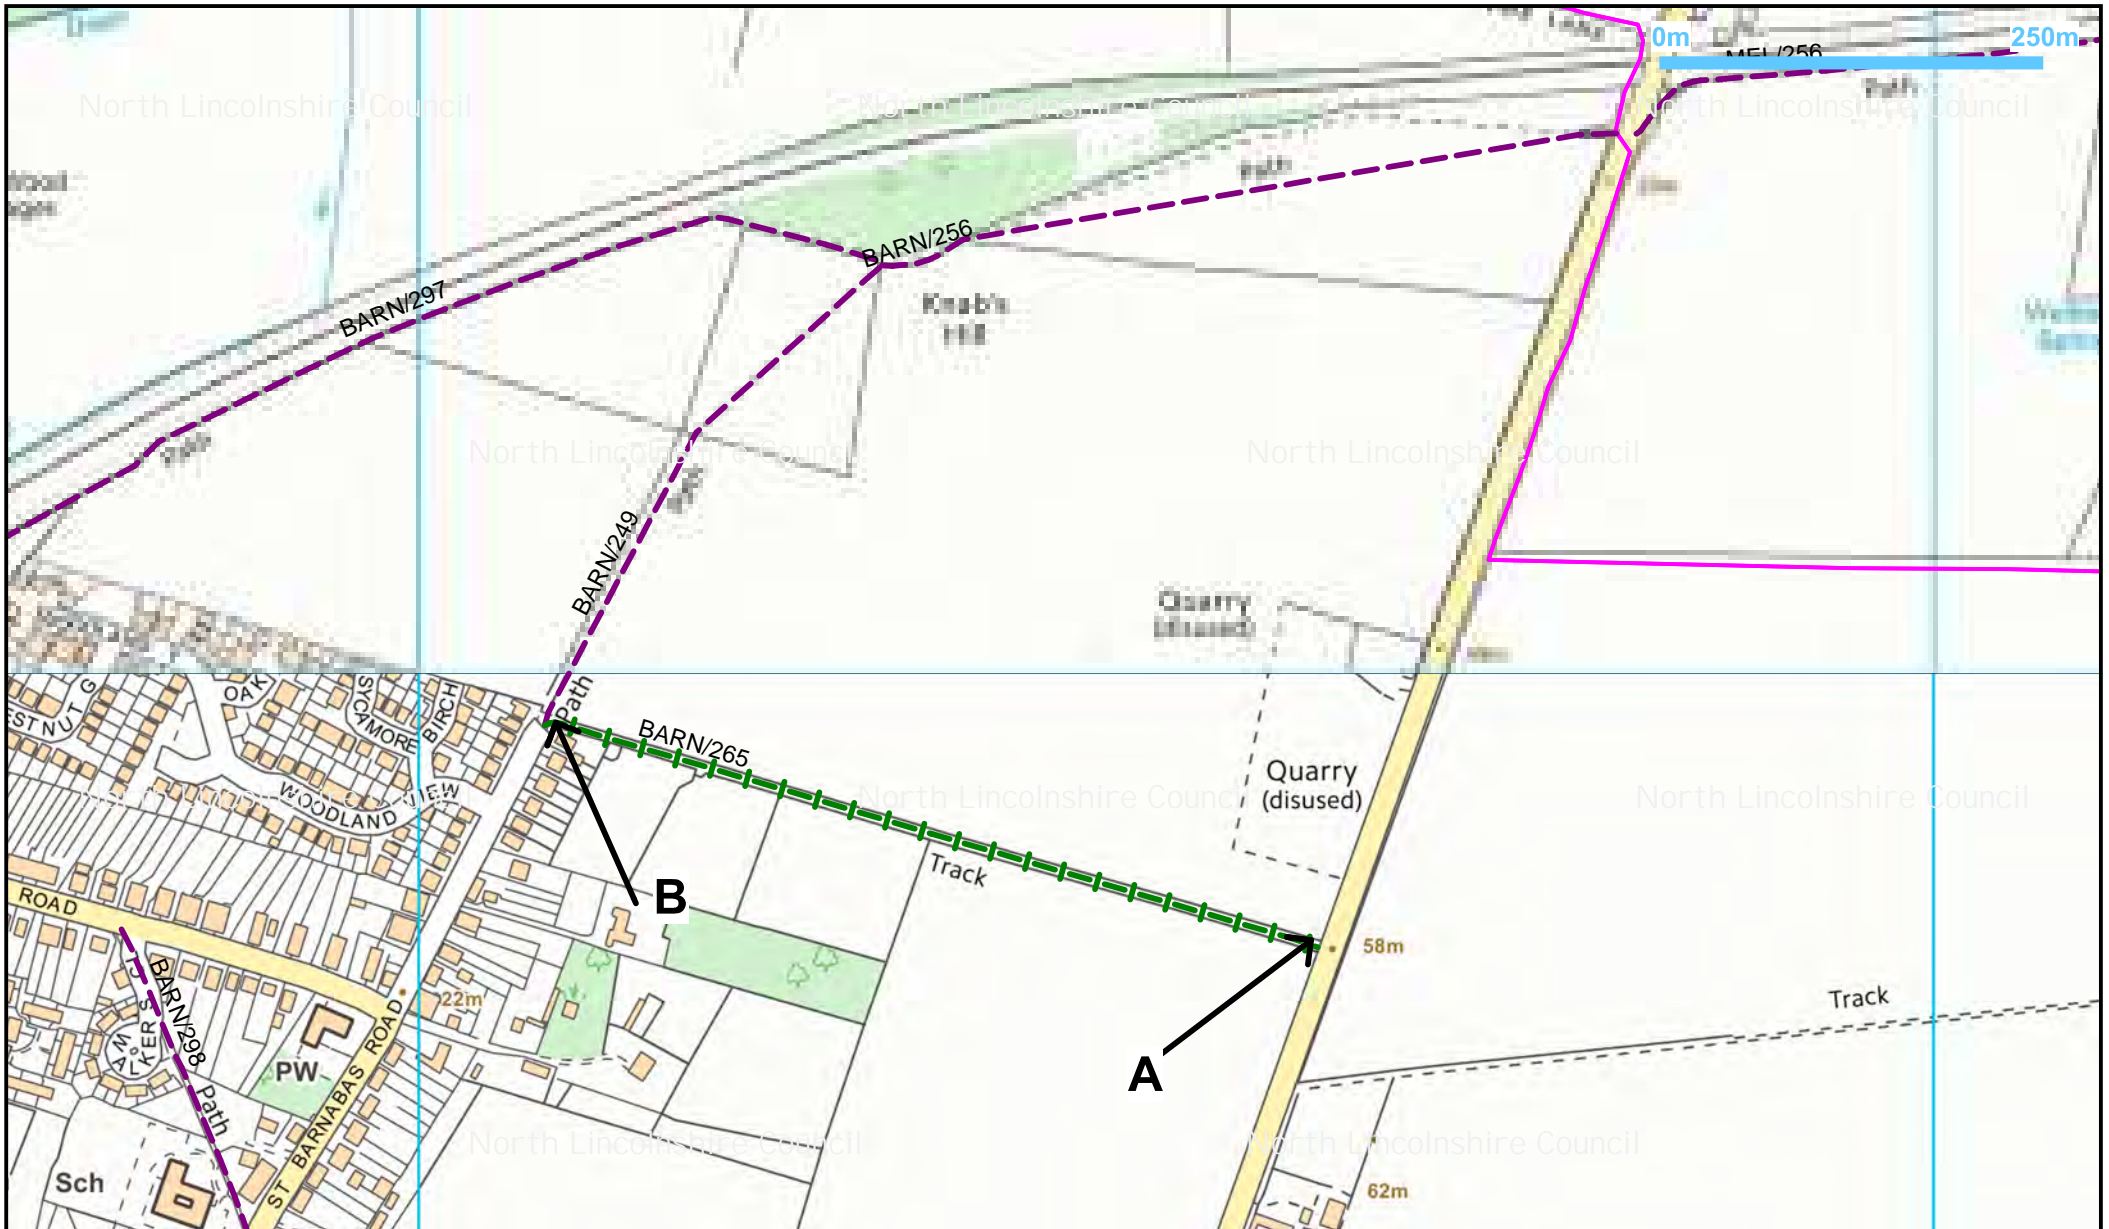 0m
250m
MEL/256
Path
North Lincolnshire Council
North Lincolnshire Council
North Lincolnshire Council
Path
BARN/256
BARN/297
Knab's
Hill
Path
North Lincolnshire Council
North Lincolnshire Council
Path
BARN/249
Quarry
(disused)
OAK
SYCAMORE
BIRCH
Path
BARN/265
Quarry
(disused)
WOODLAND
VIEW
North Lincolnshire Council
North Lincolnshire Council
North Lincolnshire Council
Track
B
ROAD
58m
22m
BARN/298
Track
A
PW
Path
ST BARNABAS ROAD
North Lincolnshire Council
North Lincolnshire Council
Sch
62m